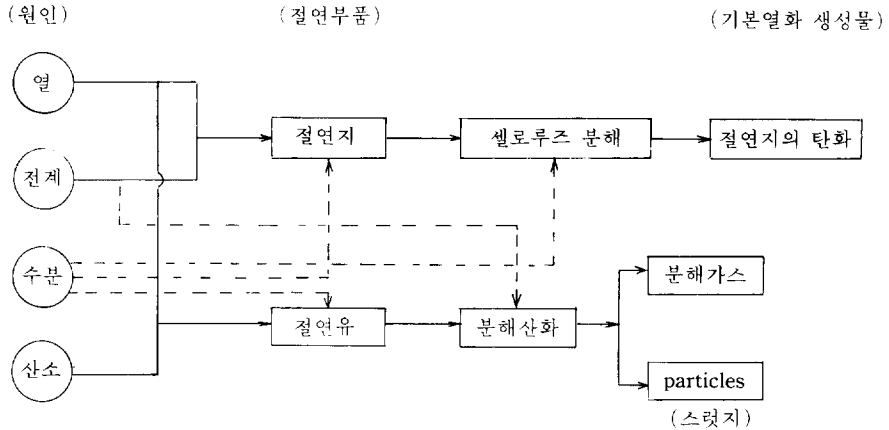 (원인) (절연부품) (기본열화 생성물)
열
절연지 셀로루즈 분해 절연지의 탄화
전계
수분
분해가스
절연유 분해산화
산소
particles
(스럿지)